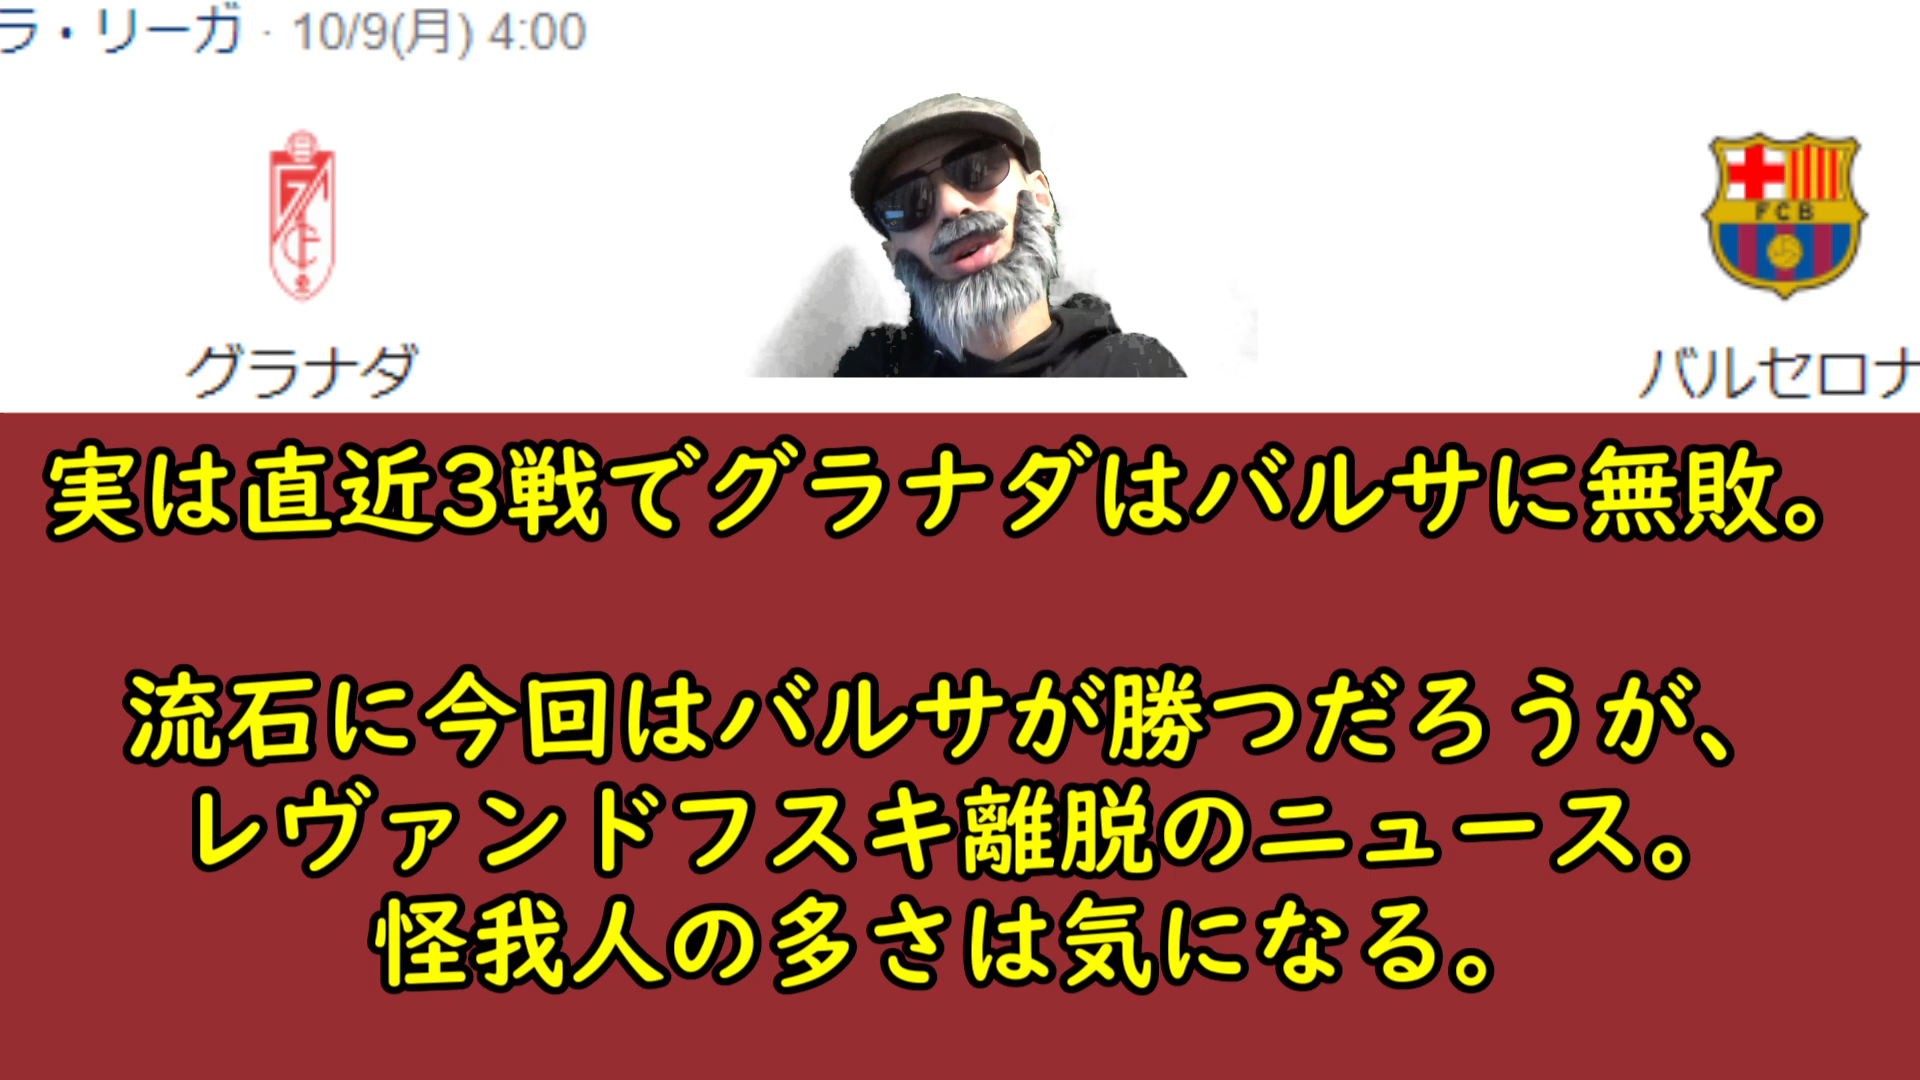 ラ・リーガ · 10/9(月) 4:00
グラナダ
FCB
バルセロナ
実は直近3戦でグラナダはバルサに無敗。
流石に今回はバルサが勝つだろうが、
レヴァンドフスキ離脱のニュース。
怪我人の多さは気になる。